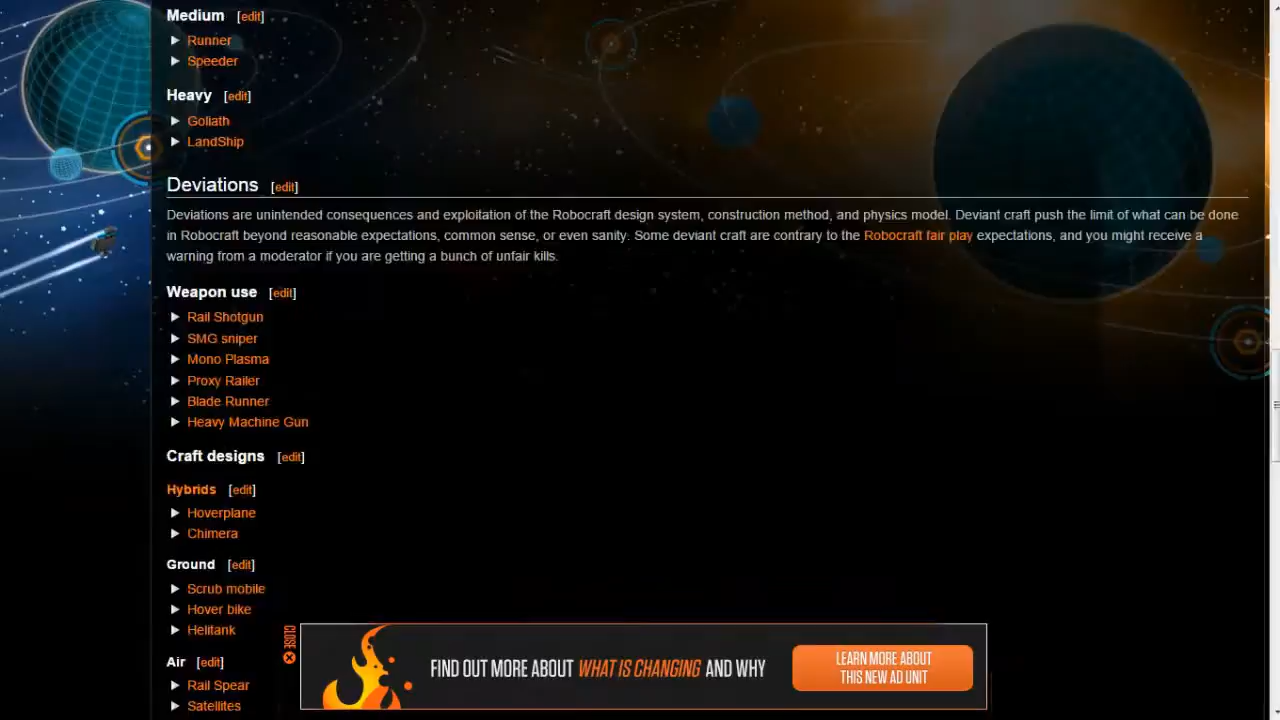 Medium [edit]
Runner
Speeder
Heavy [edit]
Goliath
LandShip
Deviations [edit]
Deviations are unintended consequences and exploitation of the Robocraft design system, construction method, and physics model. Deviant craft push the limit of what can be done
in Robocraft beyond reasonable expectations, common sense, or even sanity. Some deviant craft are contrary to the Robocraft fair play expectations, and you might receive a
warning from a moderator if you are getting a bunch of unfair kills.
Weapon use [edit]
Rail Shotgun
SMG sniper
Mono Plasma
Proxy Railer
Blade Runner
Heavy Machine Gun
Craft designs [edit]
Hybrids [edit]
Hoverplane
Chimera
Ground [edit]
Scrub mobile
Hover bike
Helitank
Air [edit]
Rail Spear
Satellites
CLOSE
FIND OUT MORE ABOUT WHAT IS CHANGING AND WHY
LEARN MORE ABOUT
THIS NEW AD UNIT